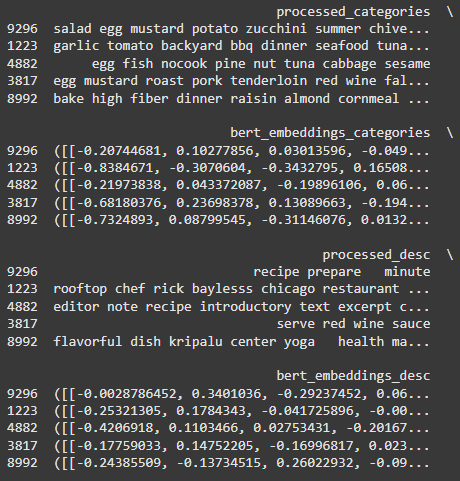 processed_categories \
9296 salad egg mustard potato zucchini summer chive...
1223 garlic tomato backyard bbq dinner seafood tuna...
4882 egg fish nocook pine nut tuna cabbage sesame
3817 egg mustard roast pork tenderloin red wine fal...
8992 bake high fiber dinner raisin almond cornmeal ...
bert_embeddings_categories \
9296 ([[-0.20744681, 0.10277856, 0.03013596, -0.049...
1223 ([[-0.8384671, -0.3070604, -0.3432795, 0.16508...
4882 ([[-0.21973838, 0.043372087, -0.19896106, 0.06...
3817 ([[-0.68180376, 0.23698378, 0.13089663, -0.194...
8992 ([[-0.7324893, 0.08799545, -0.31146076, 0.0132...
processed_desc \
9296 recipe prepare minute
1223 rooftop chef rick baylesss chicago restaurant ...
4882 editor note recipe introductory text excerpt c...
3817 serve red wine sauce
8992 flavorful dish kripalu center yoga health ma...
bert_embeddings_desc
9296 ([[-0.0028786452, 0.3401036, -0.29237452, 0.06...
1223 ([[-0.25321305, 0.1784343, -0.041725896, -0.00...
4882 ([[-0.4206918, 0.1103466, 0.02753431, -0.20167...
3817 ([[-0.17759033, 0.14752205, -0.16996817, 0.023...
8992 ([[-0.24385509, -0.13734515, 0.26022932, -0.09...